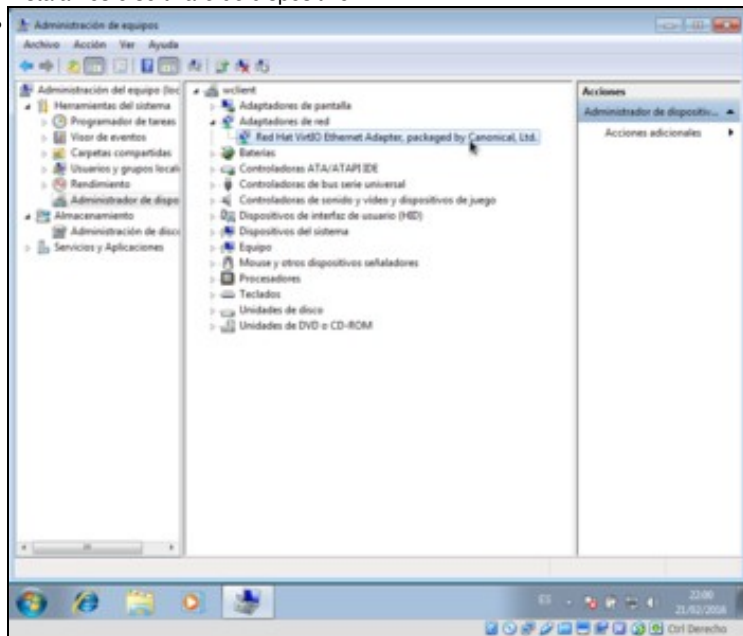 Administración de equipos
Archivo Acción Ver Ayuda
Administración del equipo (loc
Herramientas del sistema
Programador de tareas
Visor de eventos
Carpetas compartidas
Usuarios y grupos locale
Rendimiento
Administrador de dispo
Almacenamiento
Administración de disco
Servicios y Aplicaciones
wclient
Adaptadores de pantalla
Adaptadores de red
Red Hat VirtIO Ethernet Adapter, packaged by Canonical, Ltd.
Baterías
Controladoras ATA/ATAPI IDE
Controladoras de bus serie universal
Controladoras de sonido y vídeo y dispositivos de juego
Dispositivos de interfaz de usuario (HID)
Dispositivos del sistema
Equipo
Mouse y otros dispositivos señaladores
Procesadores
Teclados
Unidades de disco
Unidades de DVD o CD-ROM
Acciones
Administrador de dispositiv...
Acciones adicionales
ES
22:00
21/02/2016
Ctrl Derecho